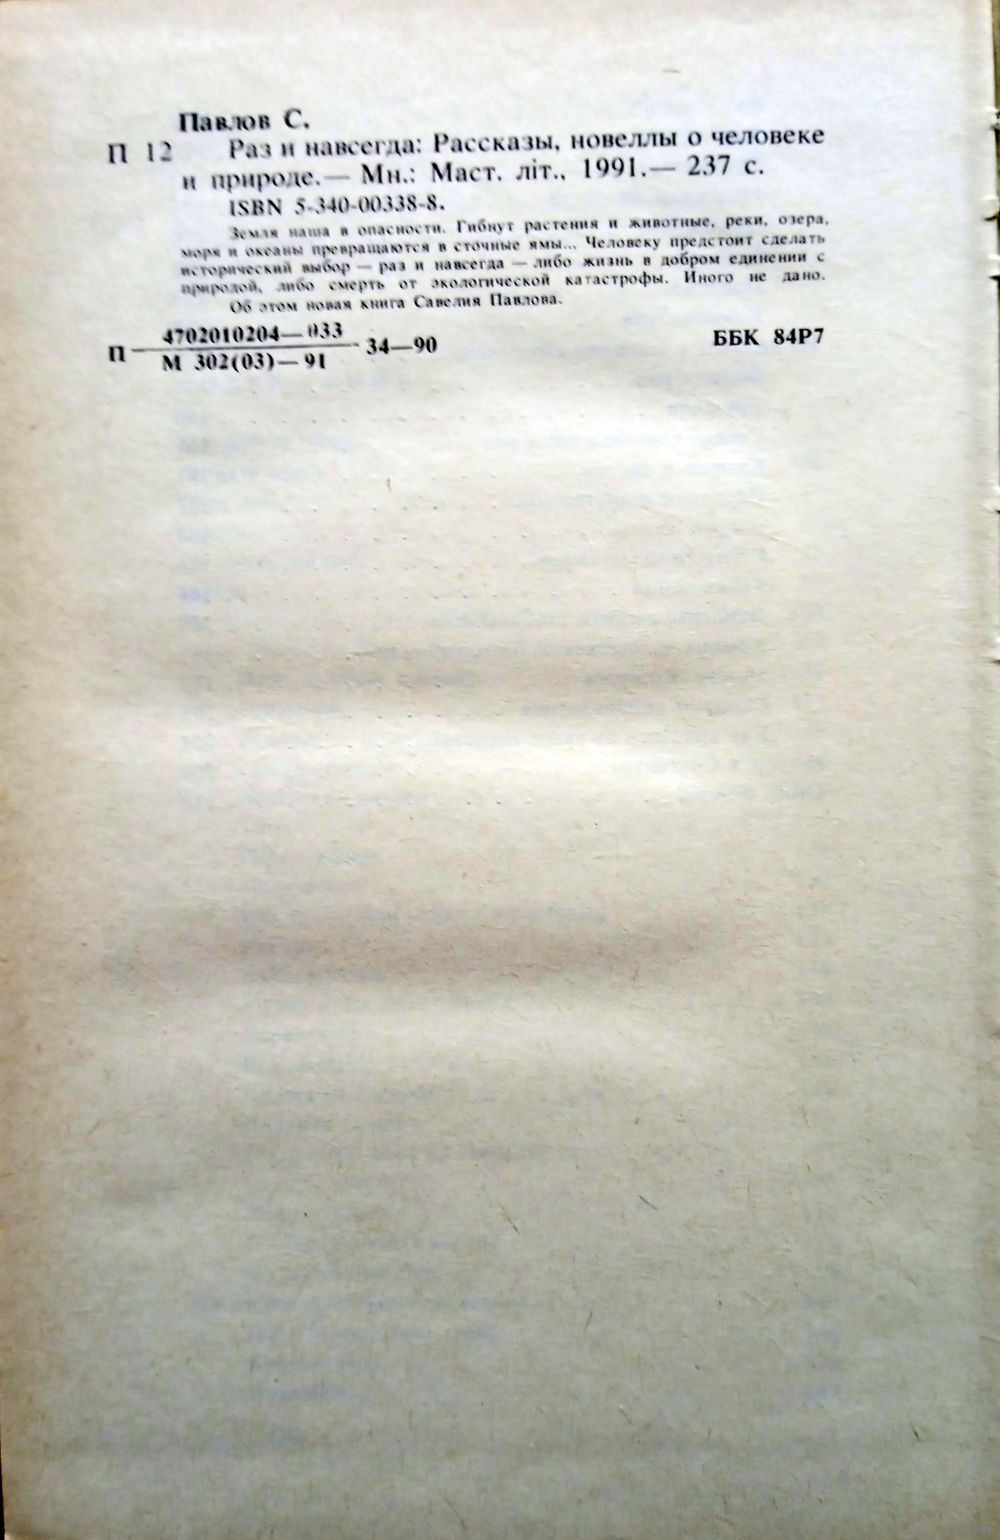 Павлов С.
П 12 Раз и навсегда: Рассказы, новеллы о человеке
и природе.— Мн.: Маст. літ., 1991.— 237 с.
ISBN 5-340-00338-8.
Земля наша в опасности. Гибнут растения и животные, реки, озера,
моря и океаны превращаются в сточные ямы... Человеку предстоит сделать
исторический выбор — раз и навсегда — либо жизнь в добром единении с
природой, либо смерть от экологической катастрофы. Иного не дано.
Об этом новая книга Савелия Павлова.
4702010204—033
П 34—90 ББК 84Р7
М 302(03)—91